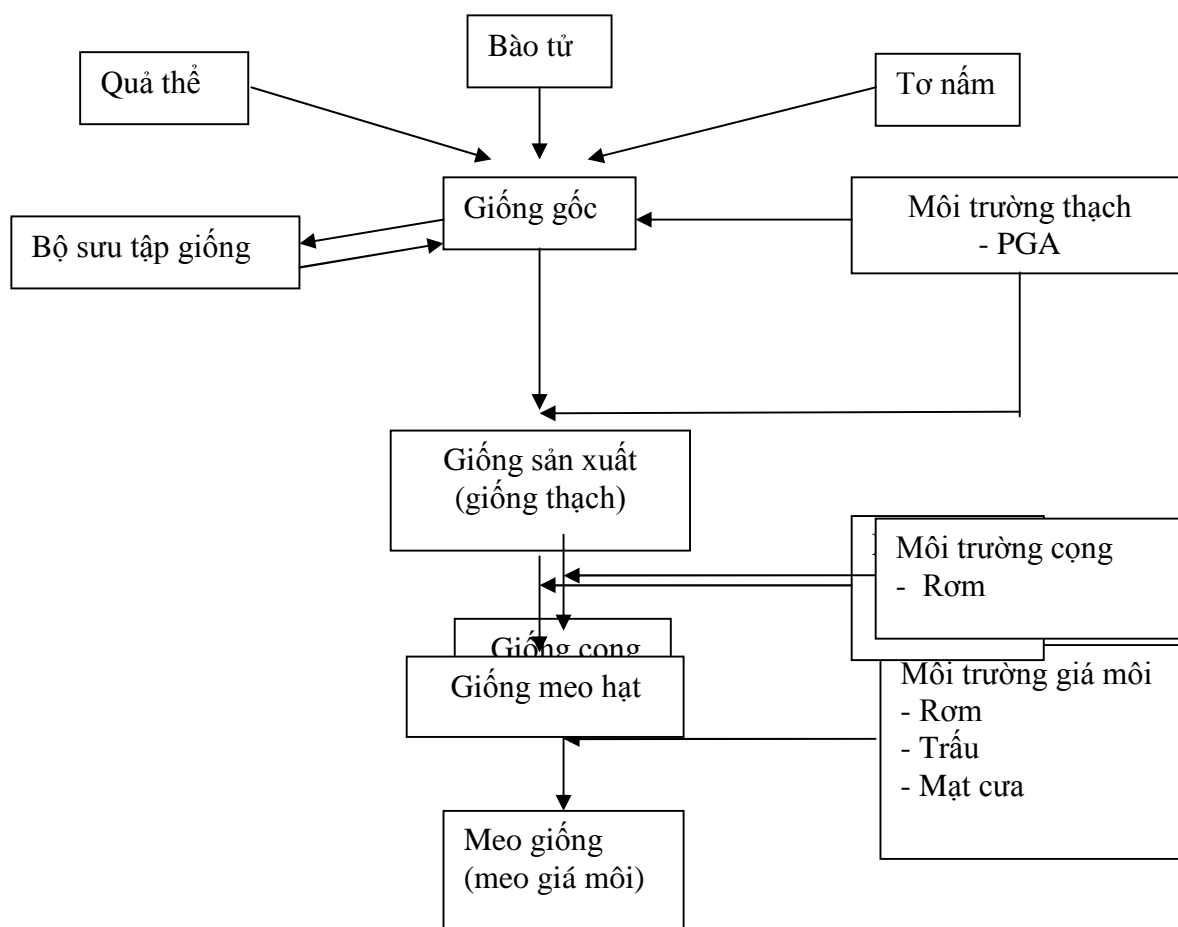 Bào tử
Quả thể
Tơ nấm
Giống gốc
Môi trường thạch
- PGA
Bộ sưu tập giống
Giống sản xuất
(giống thạch)
Môi trường cọng
- Rơm
Giống cọng
Giống meo hạt
Môi trường giá môi
- Rơm
- Trấu
- Mạt cưa
Meo giống
(meo giá môi)